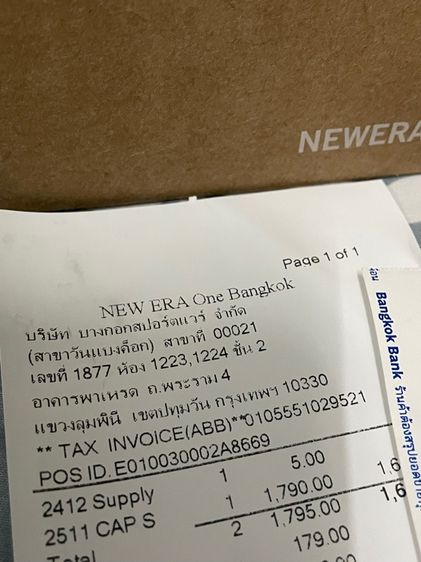 NEWERA
Page 1 of 1
NEW ERA One Bangkok
บริษัท บางกอกสปอร์ตแวร์ จำกัด
(สาขาวันแบงค็อก) สาขาที่ 00021
เลขที่ 1877 ห้อง 1223,1224 ชั้น 2
อาคารพาเหรด ถ.พระราม 4
แขวงลุมพินี เขตปทุมวัน กรุงเทพฯ 10330
** TAX INVOICE(ABB)**0105551029521
POS ID.E010030002A8669
2412 Supply 1 5.00
2511 CAP S 1 1,790.00 1,6
Total 2 1,795.00 1,6
179.00
Bangkok Bank